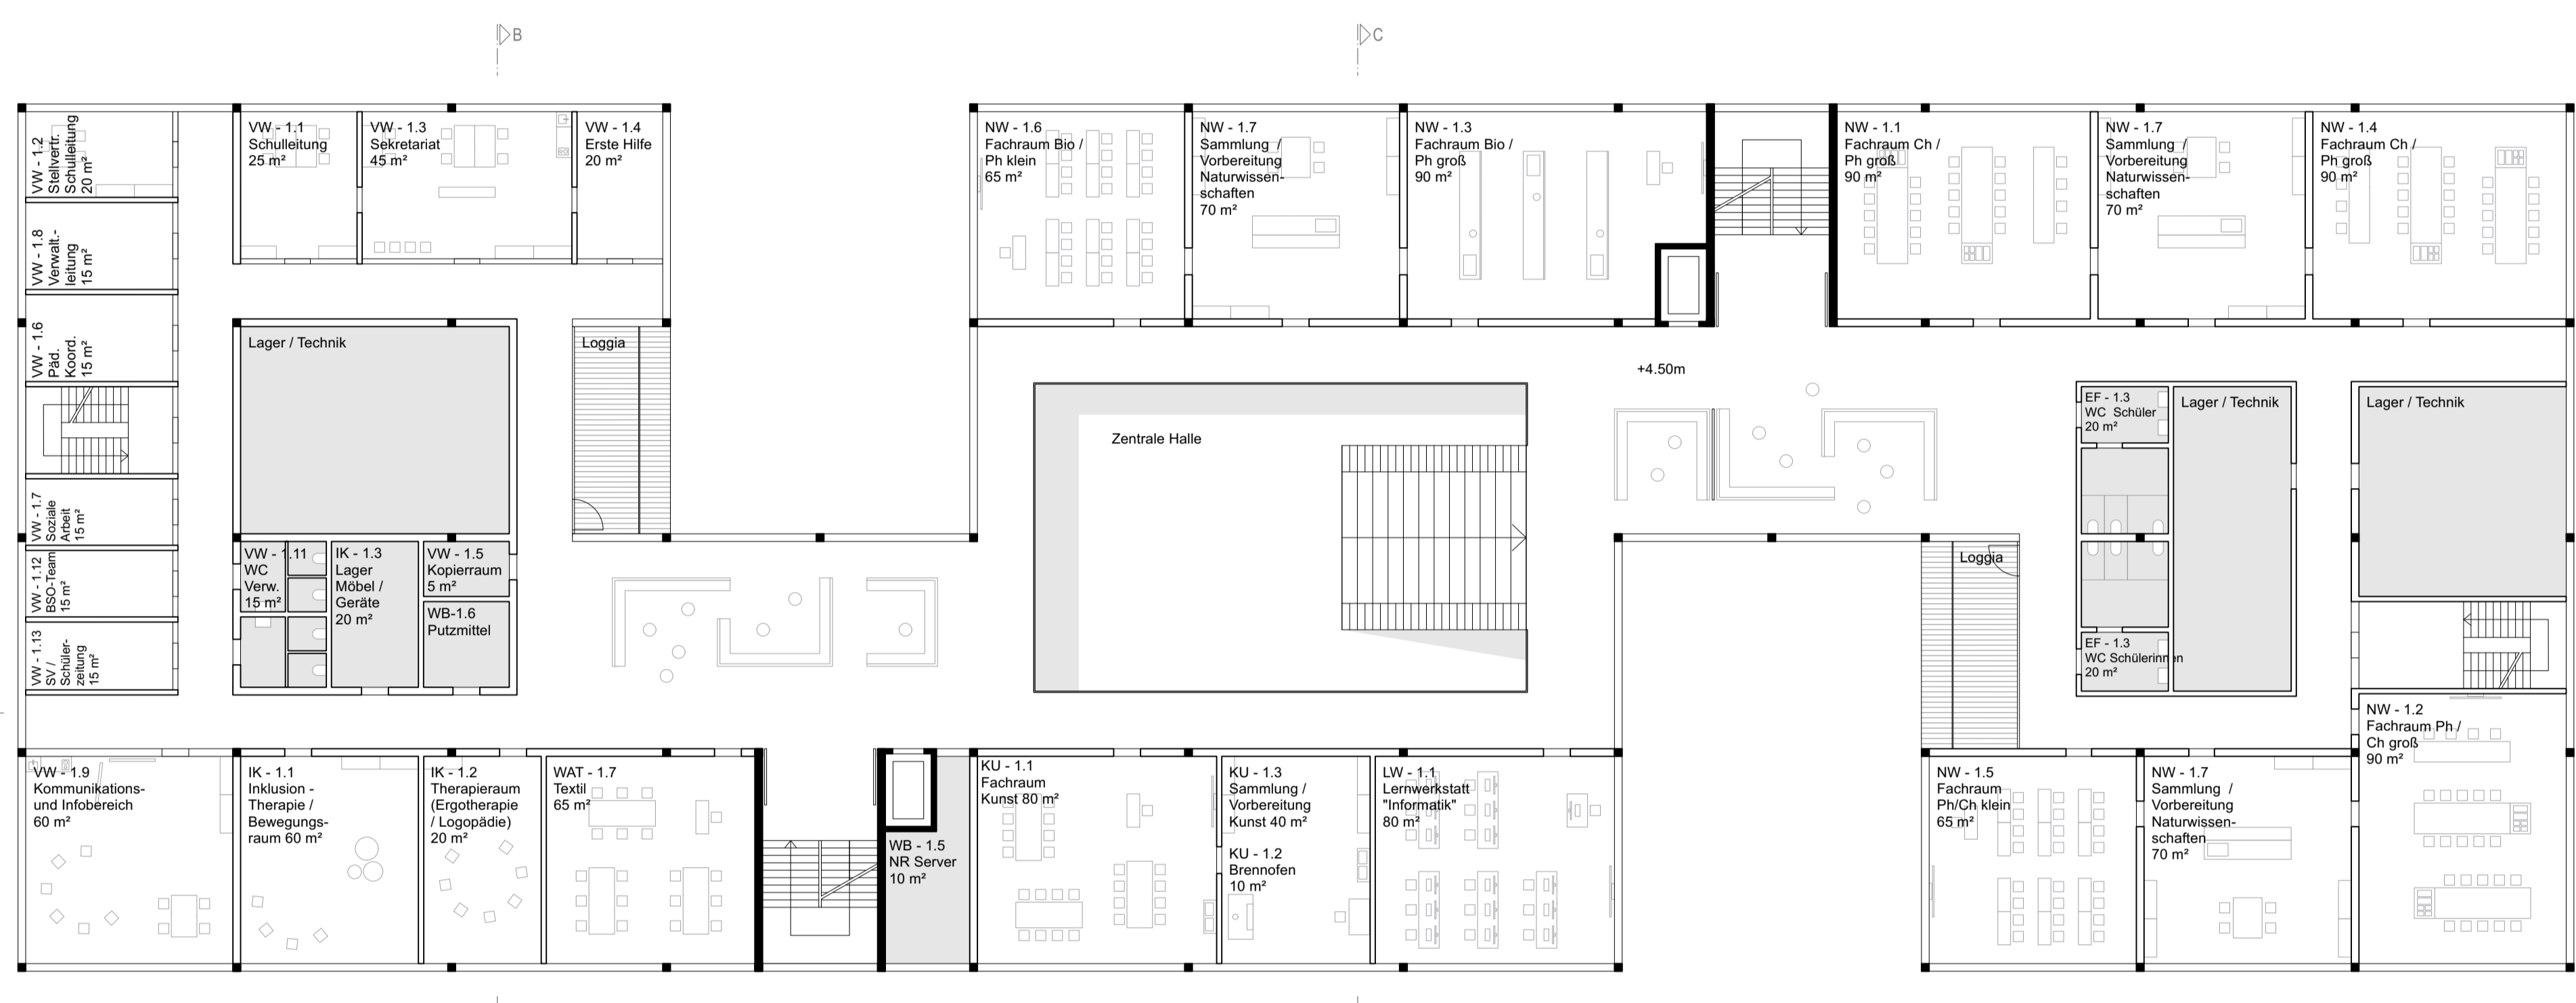 B
C
VW - 1.2
Stellvertr.
Schulleitung
20 m²
VW - 1.1
Schulleitung
25 m²
VW - 1.3
Sekretariat
45 m²
VW - 1.4
Erste Hilfe
20 m²
NW - 1.6
Fachraum Bio /
Ph klein
65 m²
NW - 1.7
Sammlung /
Vorbereitung
Naturwissen-
schaften
70 m²
NW - 1.3
Fachraum Bio /
Ph groß
90 m²
NW - 1.1
Fachraum Ch /
Ph groß
90 m²
NW - 1.7
Sammlung /
Vorbereitung
Naturwissen-
schaften
70 m²
NW - 1.4
Fachraum Ch /
Ph groß
90 m²
VW - 1.8
Verwalt.-
leitung
15 m²
VW - 1.6
Päd.
Koord.
15 m²
Lager / Technik
Loggia
+4.50m
Zentrale Halle
EF - 1.3
WC Schüler
20 m²
Lager / Technik
Lager / Technik
VW - 1.7
Soziale
Arbeit
15 m²
VW - 1.12
BSO-Team
15 m²
VW - 1.13
SV /
Schüler-
zeitung
15 m²
VW - 1.11
WC
Verw.
15 m²
IK - 1.3
Lager
Möbel /
Geräte
20 m²
VW - 1.5
Kopierraum
5 m²
WB-1.6
Putzmittel
Loggia
EF - 1.3
WC Schülerinnen
20 m²
NW - 1.2
Fachraum Ph /
Ch groß
90 m²
VW - 1.9
Kommunikations-
und Infobereich
60 m²
IK - 1.1
Inklusion -
Therapie /
Bewegungs-
raum 60 m²
IK - 1.2
Therapieraum
(Ergotherapie
/ Logopädie)
20 m²
WAT - 1.7
Textil
65 m²
WB - 1.5
NR Server
10 m²
KU - 1.1
Fachraum
Kunst 80 m²
KU - 1.3
Sammlung /
Vorbereitung
Kunst 40 m²
KU - 1.2
Brennofen
10 m²
LW - 1.1
Lernwerkstatt
"Informatik"
80 m²
NW - 1.5
Fachraum
Ph/Ch klein
65 m²
NW - 1.7
Sammlung /
Vorbereitung
Naturwissen-
schaften
70 m²